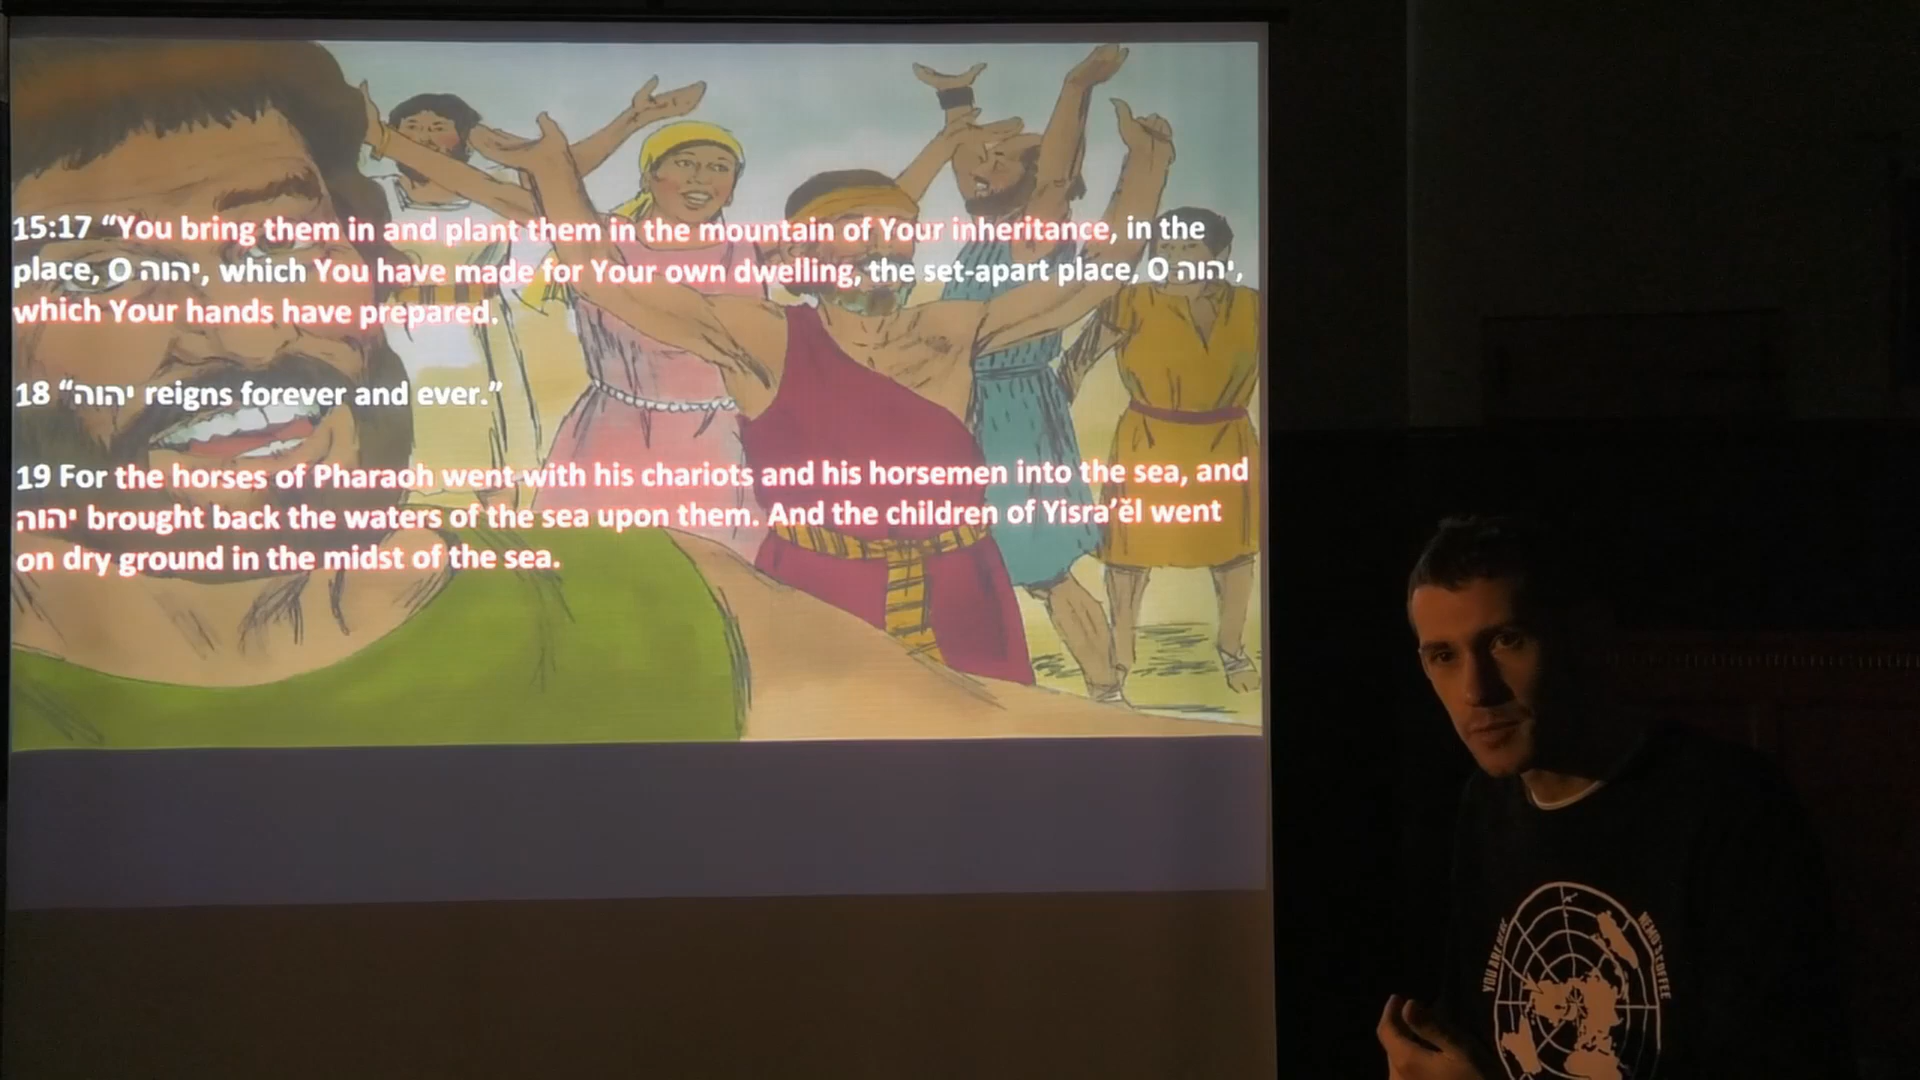 15:17 “You bring them in and plant them in the mountain of Your inheritance, in the
place, O יהוה, which You have made for Your own dwelling, the set-apart place, O יהוה,
which Your hands have prepared.
18 “יהוה reigns forever and ever.”
19 For the horses of Pharaoh went with his chariots and his horsemen into the sea, and
יהוה brought back the waters of the sea upon them. And the children of Yisra’ěl went
on dry ground in the midst of the sea.
YOU ARE HERE
NEMO'S COFFEE